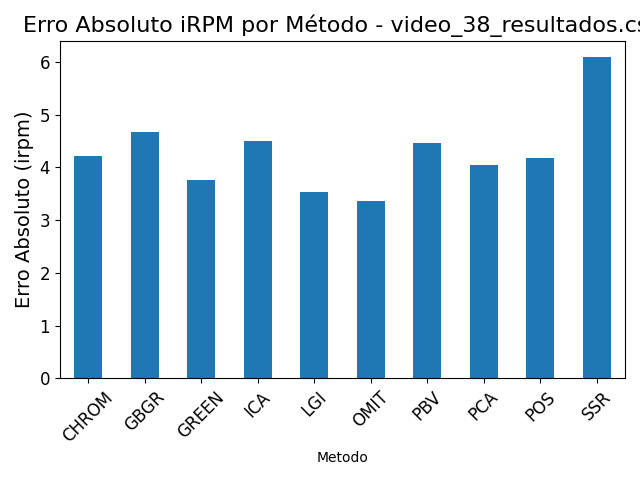 Erro Absoluto iRPM por Método - video_38_resultados.cs
Erro Absoluto (irpm)
6
5
4
3
2
1
0
CHROM GBGR GREEN ICA LGI OMIT PBV PCA POS SSR
Metodo